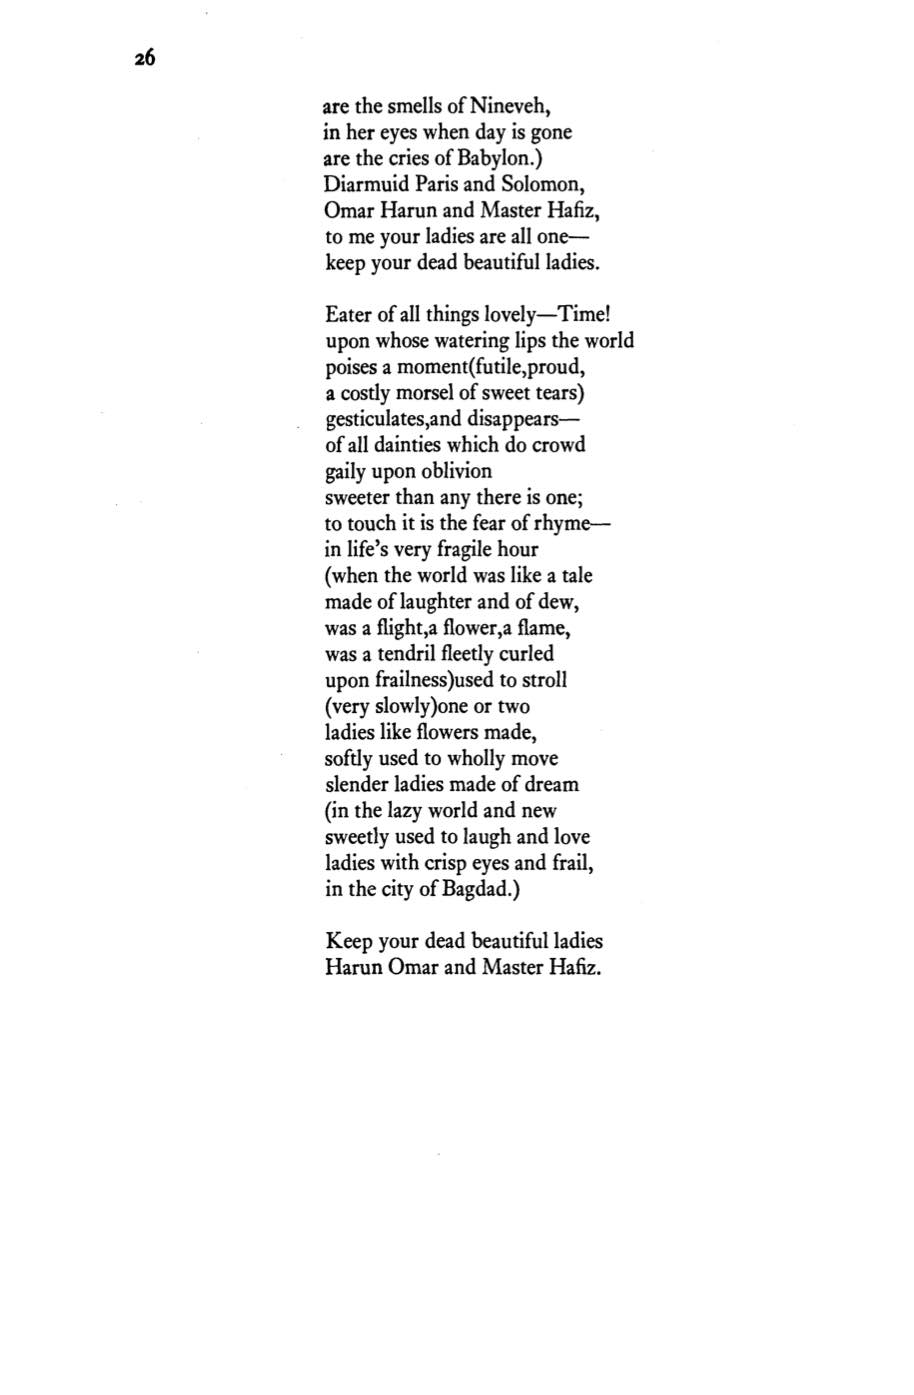 26
are the smells of Nineveh,
in her eyes when day is gone
are the cries of Babylon.)
Diarmuid Paris and Solomon,
Omar Harun and Master Hafiz,
to me your ladies are all one—
keep your dead beautiful ladies.
Eater of all things lovely—Time!
upon whose watering lips the world
poises a moment(futile,proud,
a costly morsel of sweet tears)
gesticulates,and disappears—
of all dainties which do crowd
gaily upon oblivion
sweeter than any there is one;
to touch it is the fear of rhyme—
in life's very fragile hour
(when the world was like a tale
made of laughter and of dew,
was a flight,a flower,a flame,
was a tendril fleetly curled
upon frailness)used to stroll
(very slowly)one or two
ladies like flowers made,
softly used to wholly move
slender ladies made of dream
(in the lazy world and new
sweetly used to laugh and love
ladies with crisp eyes and frail,
in the city of Bagdad.)
Keep your dead beautiful ladies
Harun Omar and Master Hafiz.